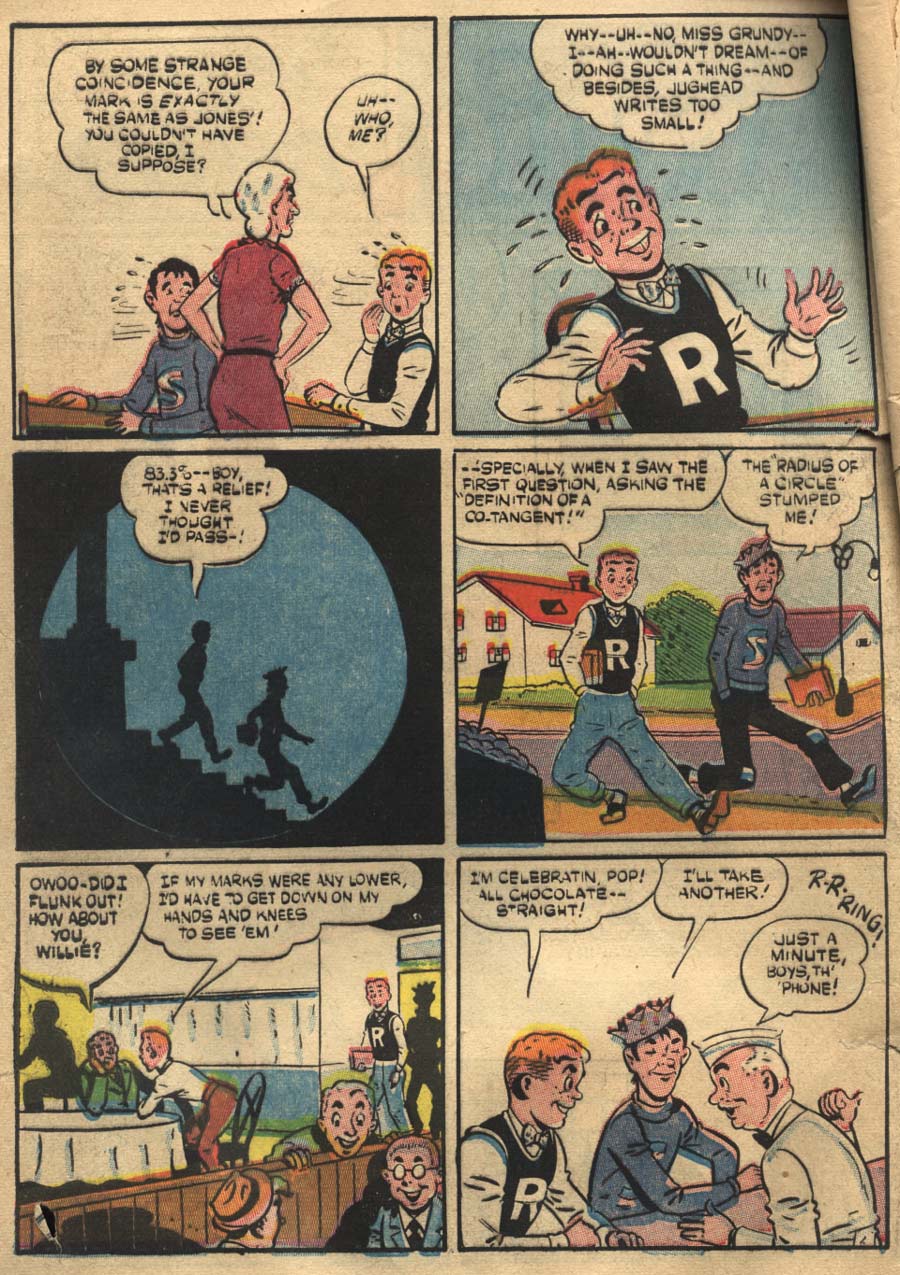 BY SOME STRANGE
COINCIDENCE, YOUR
MARK IS EXACTLY
THE SAME AS JONES'!
YOU COULDN'T HAVE
COPIED, I
SUPPOSE?
UH--
WHO,
ME?
S
WHY--UH--NO, MISS GRUNDY--
I--AH--WOULDN'T DREAM--OF
DOING SUCH A THING--AND
BESIDES, JUGHEAD
WRITES TOO
SMALL!
R
83.3%--BOY,
THAT'S A RELIEF!
I NEVER
THOUGHT
I'D PASS-!
--'SPECIALLY, WHEN I SAW THE
FIRST QUESTION, ASKING THE
"DEFINITION OF A
CO-TANGENT!"
THE "RADIUS OF
A CIRCLE"
STUMPED
ME!
R
S
OWOO-DID I
FLUNK OUT!
HOW ABOUT
YOU,
WILLIE?
IF MY MARKS WERE ANY LOWER,
I'D HAVE TO GET DOWN ON MY
HANDS AND KNEES
TO SEE 'EM!
R
I'M CELEBRATIN, POP!
ALL CHOCOLATE--
STRAIGHT!
I'LL TAKE
ANOTHER!
R-R-RING!
JUST A
MINUTE,
BOYS, TH'
'PHONE!
R
S